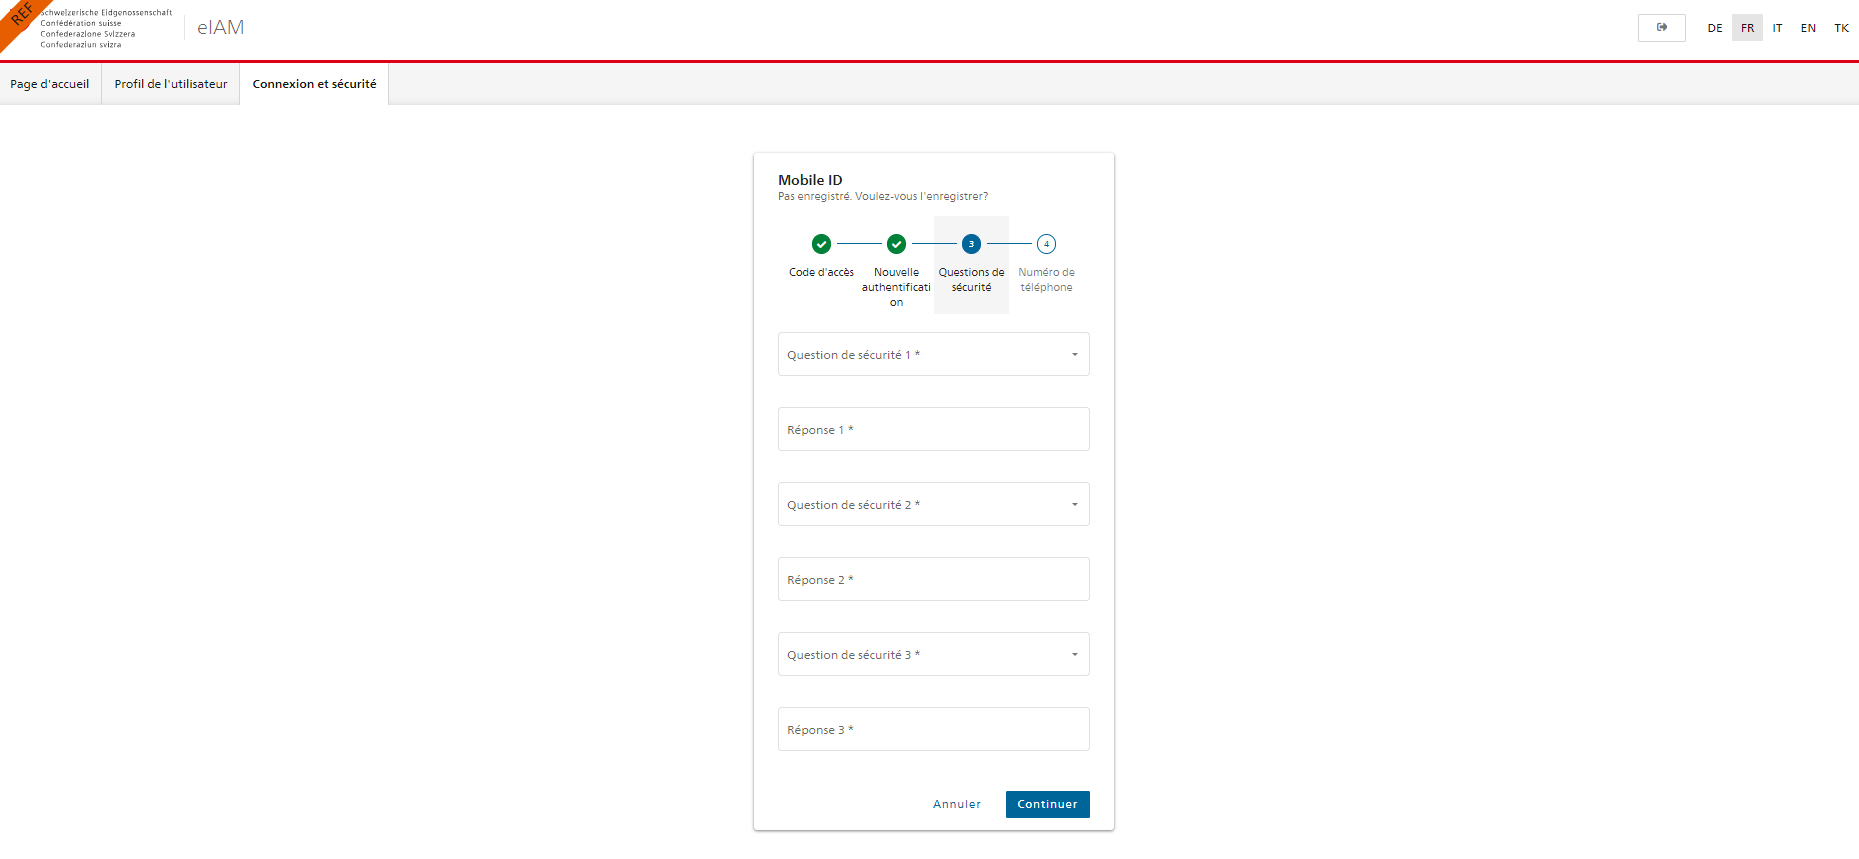 REF
schweizerische Eidgenossenschaft
Confédération suisse
Confederazione Svizzera
Confederaziun svizra
eIAM
DE FR IT EN TK
Page d'accueil
Profil de l'utilisateur
Connexion et sécurité
Mobile ID
Pas enregistré. Voulez-vous l'enregistrer?
3
4
Code d'accès
Nouvelle
authentificati
on
Questions de
sécurité
Numéro de
téléphone
Question de sécurité 1 *
Réponse 1 *
Question de sécurité 2 *
Réponse 2 *
Question de sécurité 3 *
Réponse 3 *
Annuler
Continuer